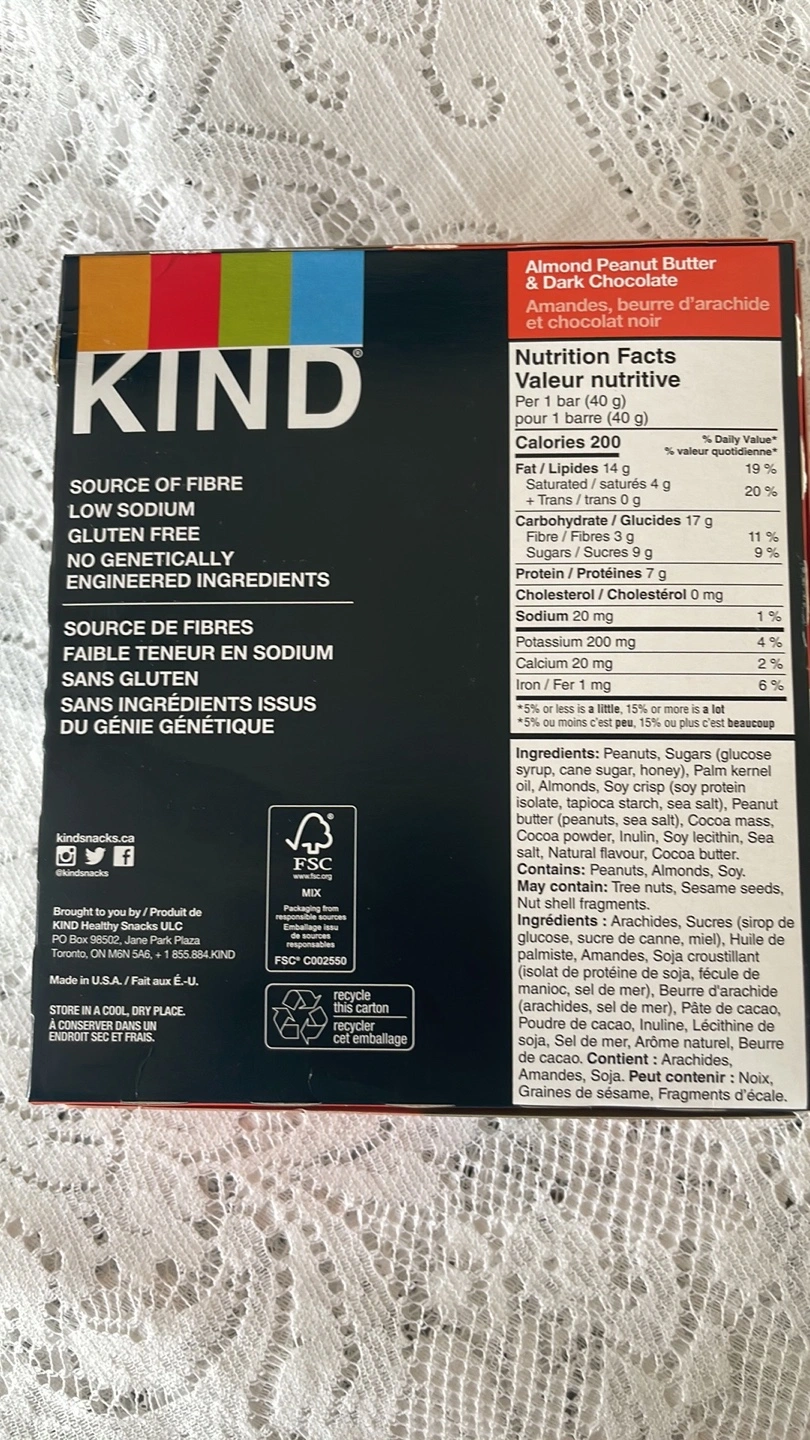 KIND®
SOURCE OF FIBRE
LOW SODIUM
GLUTEN FREE
NO GENETICALLY
ENGINEERED INGREDIENTS
SOURCE DE FIBRES
FAIBLE TENEUR EN SODIUM
SANS GLUTEN
SANS INGRÉDIENTS ISSUS
DU GÉNIE GÉNÉTIQUE
kindsnacks.ca
@kindsnacks
Brought to you by / Produit de
KIND Healthy Snacks ULC
PO Box 98502, Jane Park Plaza
Toronto, ON M6N 5A6, + 1 855.884.KIND
Made in U.S.A. / Fait aux É.-U.
STORE IN A COOL, DRY PLACE.
À CONSERVER DANS UN
ENDROIT SEC ET FRAIS.
®
FSC
www.fsc.org
MIX
Packaging from
responsible sources
Emballage issu
de sources
responsables
FSC® C002550
recycle
this carton
recycler
cet emballage
Almond Peanut Butter
& Dark Chocolate
Amandes, beurre d'arachide
et chocolat noir
Nutrition Facts
Valeur nutritive
Per 1 bar (40 g)
pour 1 barre (40 g)
Calories 200 % Daily Value*
% valeur quotidienne*
Fat / Lipides 14 g 19 %
Saturated / saturés 4 g
+ Trans / trans 0 g 20 %
Carbohydrate / Glucides 17 g
Fibre / Fibres 3 g 11 %
Sugars / Sucres 9 g 9 %
Protein / Protéines 7 g
Cholesterol / Cholestérol 0 mg
Sodium 20 mg 1 %
Potassium 200 mg 4 %
Calcium 20 mg 2 %
Iron / Fer 1 mg 6 %
*5% or less is a little, 15% or more is a lot
*5% ou moins c'est peu, 15% ou plus c'est beaucoup
Ingredients: Peanuts, Sugars (glucose
syrup, cane sugar, honey), Palm kernel
oil, Almonds, Soy crisp (soy protein
isolate, tapioca starch, sea salt), Peanut
butter (peanuts, sea salt), Cocoa mass,
Cocoa powder, Inulin, Soy lecithin, Sea
salt, Natural flavour, Cocoa butter.
Contains: Peanuts, Almonds, Soy.
May contain: Tree nuts, Sesame seeds,
Nut shell fragments.
Ingrédients : Arachides, Sucres (sirop de
glucose, sucre de canne, miel), Huile de
palmiste, Amandes, Soja croustillant
(isolat de protéine de soja, fécule de
manioc, sel de mer), Beurre d'arachide
(arachides, sel de mer), Pâte de cacao,
Poudre de cacao, Inuline, Lécithine de
soja, Sel de mer, Arôme naturel, Beurre
de cacao. Contient : Arachides,
Amandes, Soja. Peut contenir : Noix,
Graines de sésame, Fragments d'écale.